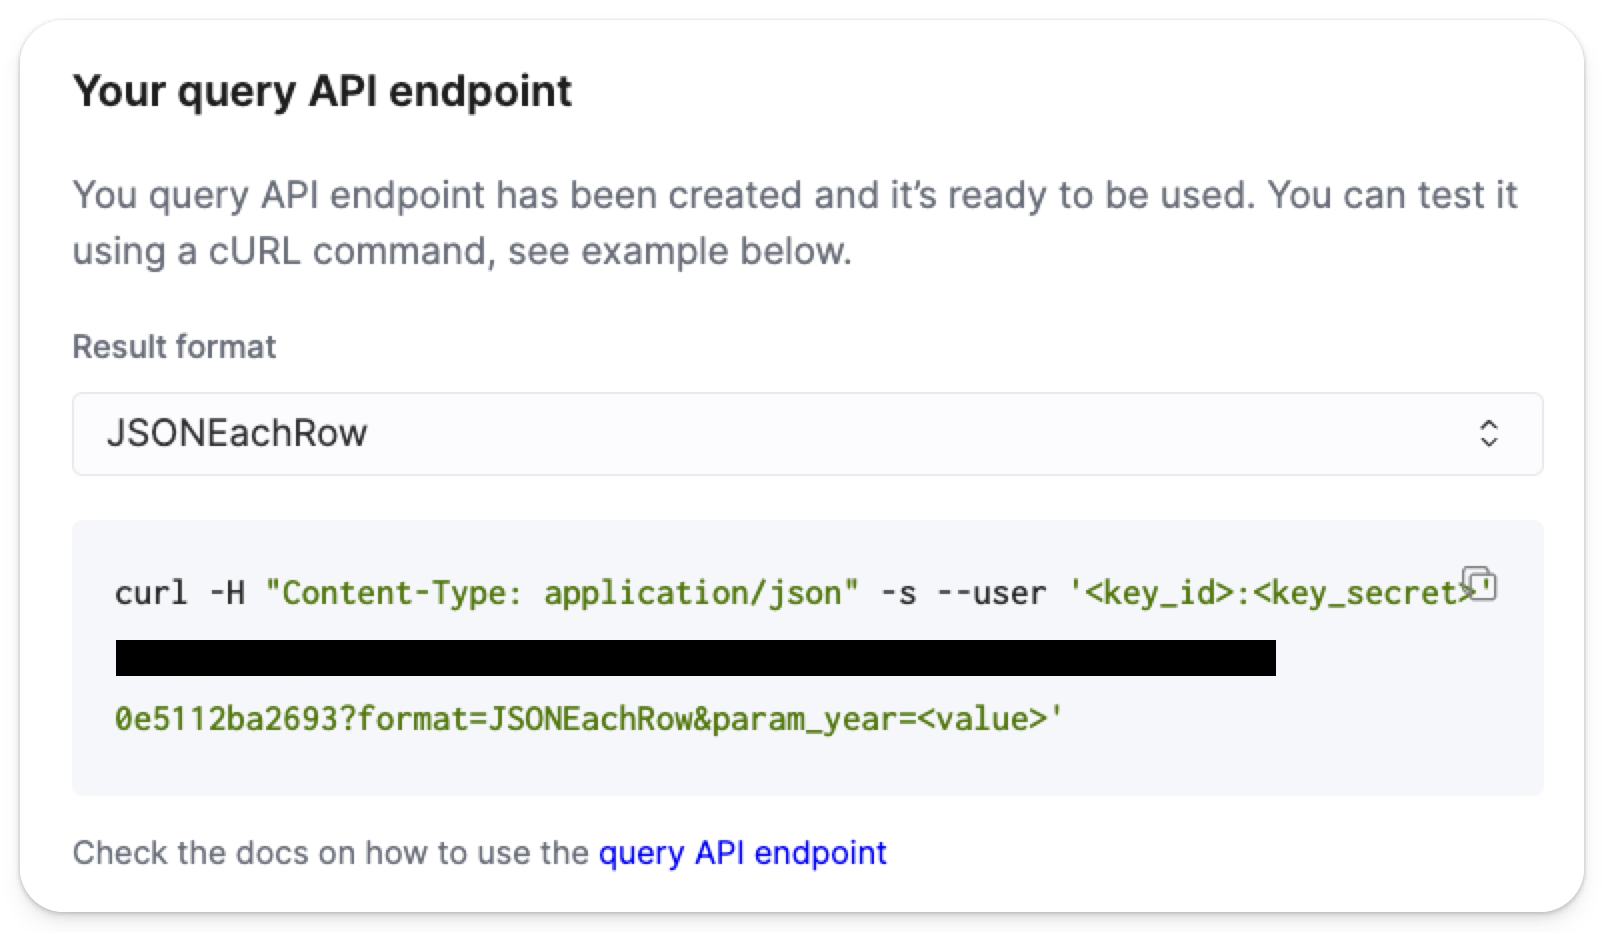 Your query API endpoint
You query API endpoint has been created and it’s ready to be used. You can test it
using a cURL command, see example below.
Result format
JSONEachRow
curl -H "Content-Type: application/json" -s --user '<key_id>:<key_secret>'
0e5112ba2693?format=JSONEachRow&param_year=<value>'
Check the docs on how to use the query API endpoint